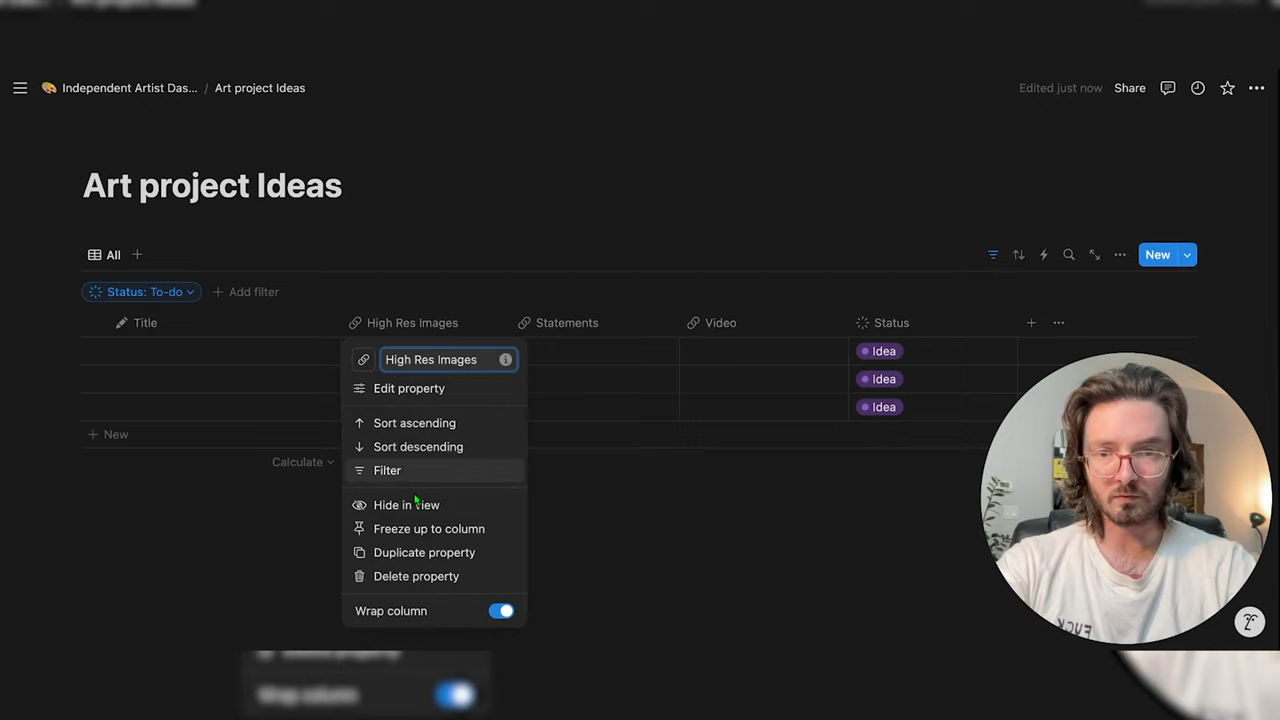 Independent Artist Das... / Art project Ideas
Edited just now Share
Art project Ideas
All
New
Status: To-do
Add filter
Title High Res Images Statements Video Status
High Res Images
Idea
Edit property
Idea
Idea
Sort ascending
New
Sort descending
Calculate
Filter
Hide in view
Freeze up to column
Duplicate property
Delete property
Wrap column
Wrap column